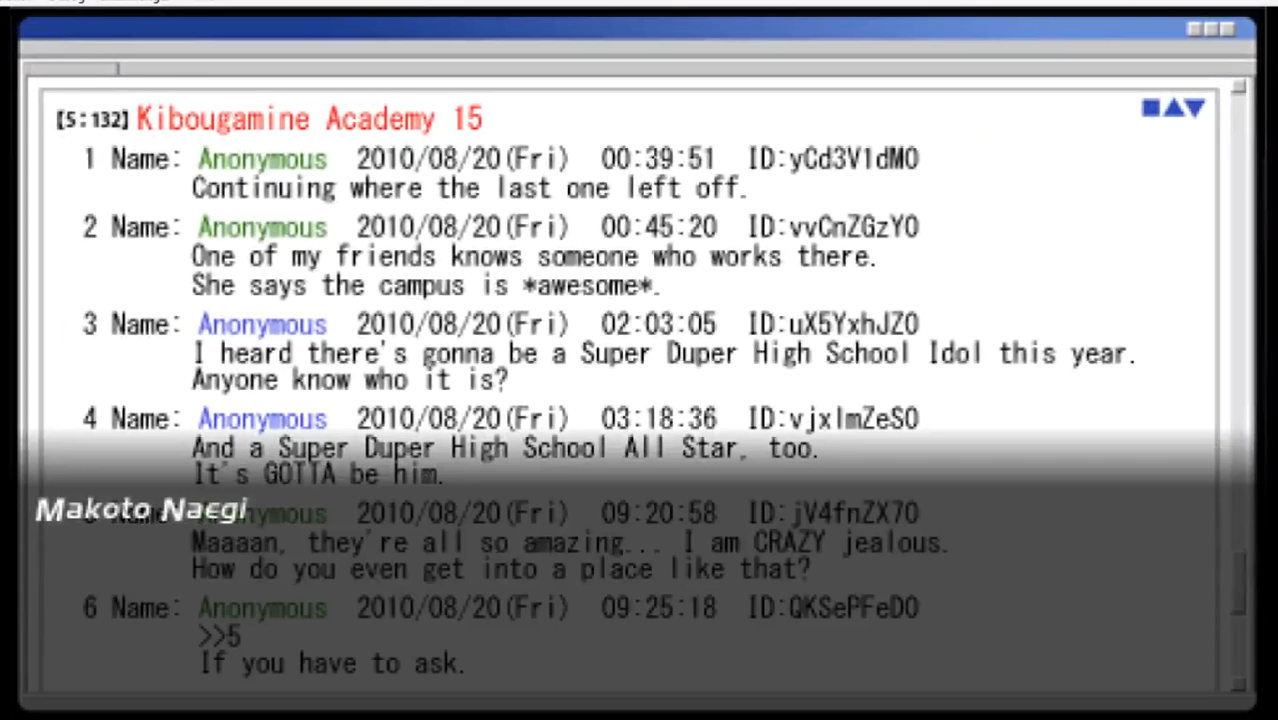 [5:132] Kibougamine Academy 15
1 Name: Anonymous 2010/08/20(Fri) 00:39:51 ID:yCd3V1dM0
Continuing where the last one left off.
2 Name: Anonymous 2010/08/20(Fri) 00:45:20 ID:vvCnZGzY0
One of my friends knows someone who works there.
She says the campus is *awesome*.
3 Name: Anonymous 2010/08/20(Fri) 02:03:05 ID:uX5YxhJZ0
I heard there's gonna be a Super Duper High School Idol this year.
Anyone know who it is?
4 Name: Anonymous 2010/08/20(Fri) 03:18:36 ID:vjxlmZeS0
And a Super Duper High School All Star, too.
It's GOTTA be him.
Makoto Naegi
5 Name: Anonymous 2010/08/20(Fri) 09:20:58 ID:jV4fnZX70
Maaaan, they're all so amazing... I am CRAZY jealous.
How do you even get into a place like that?
6 Name: Anonymous 2010/08/20(Fri) 09:25:18 ID:QKSePFeD0
>>5
If you have to ask.